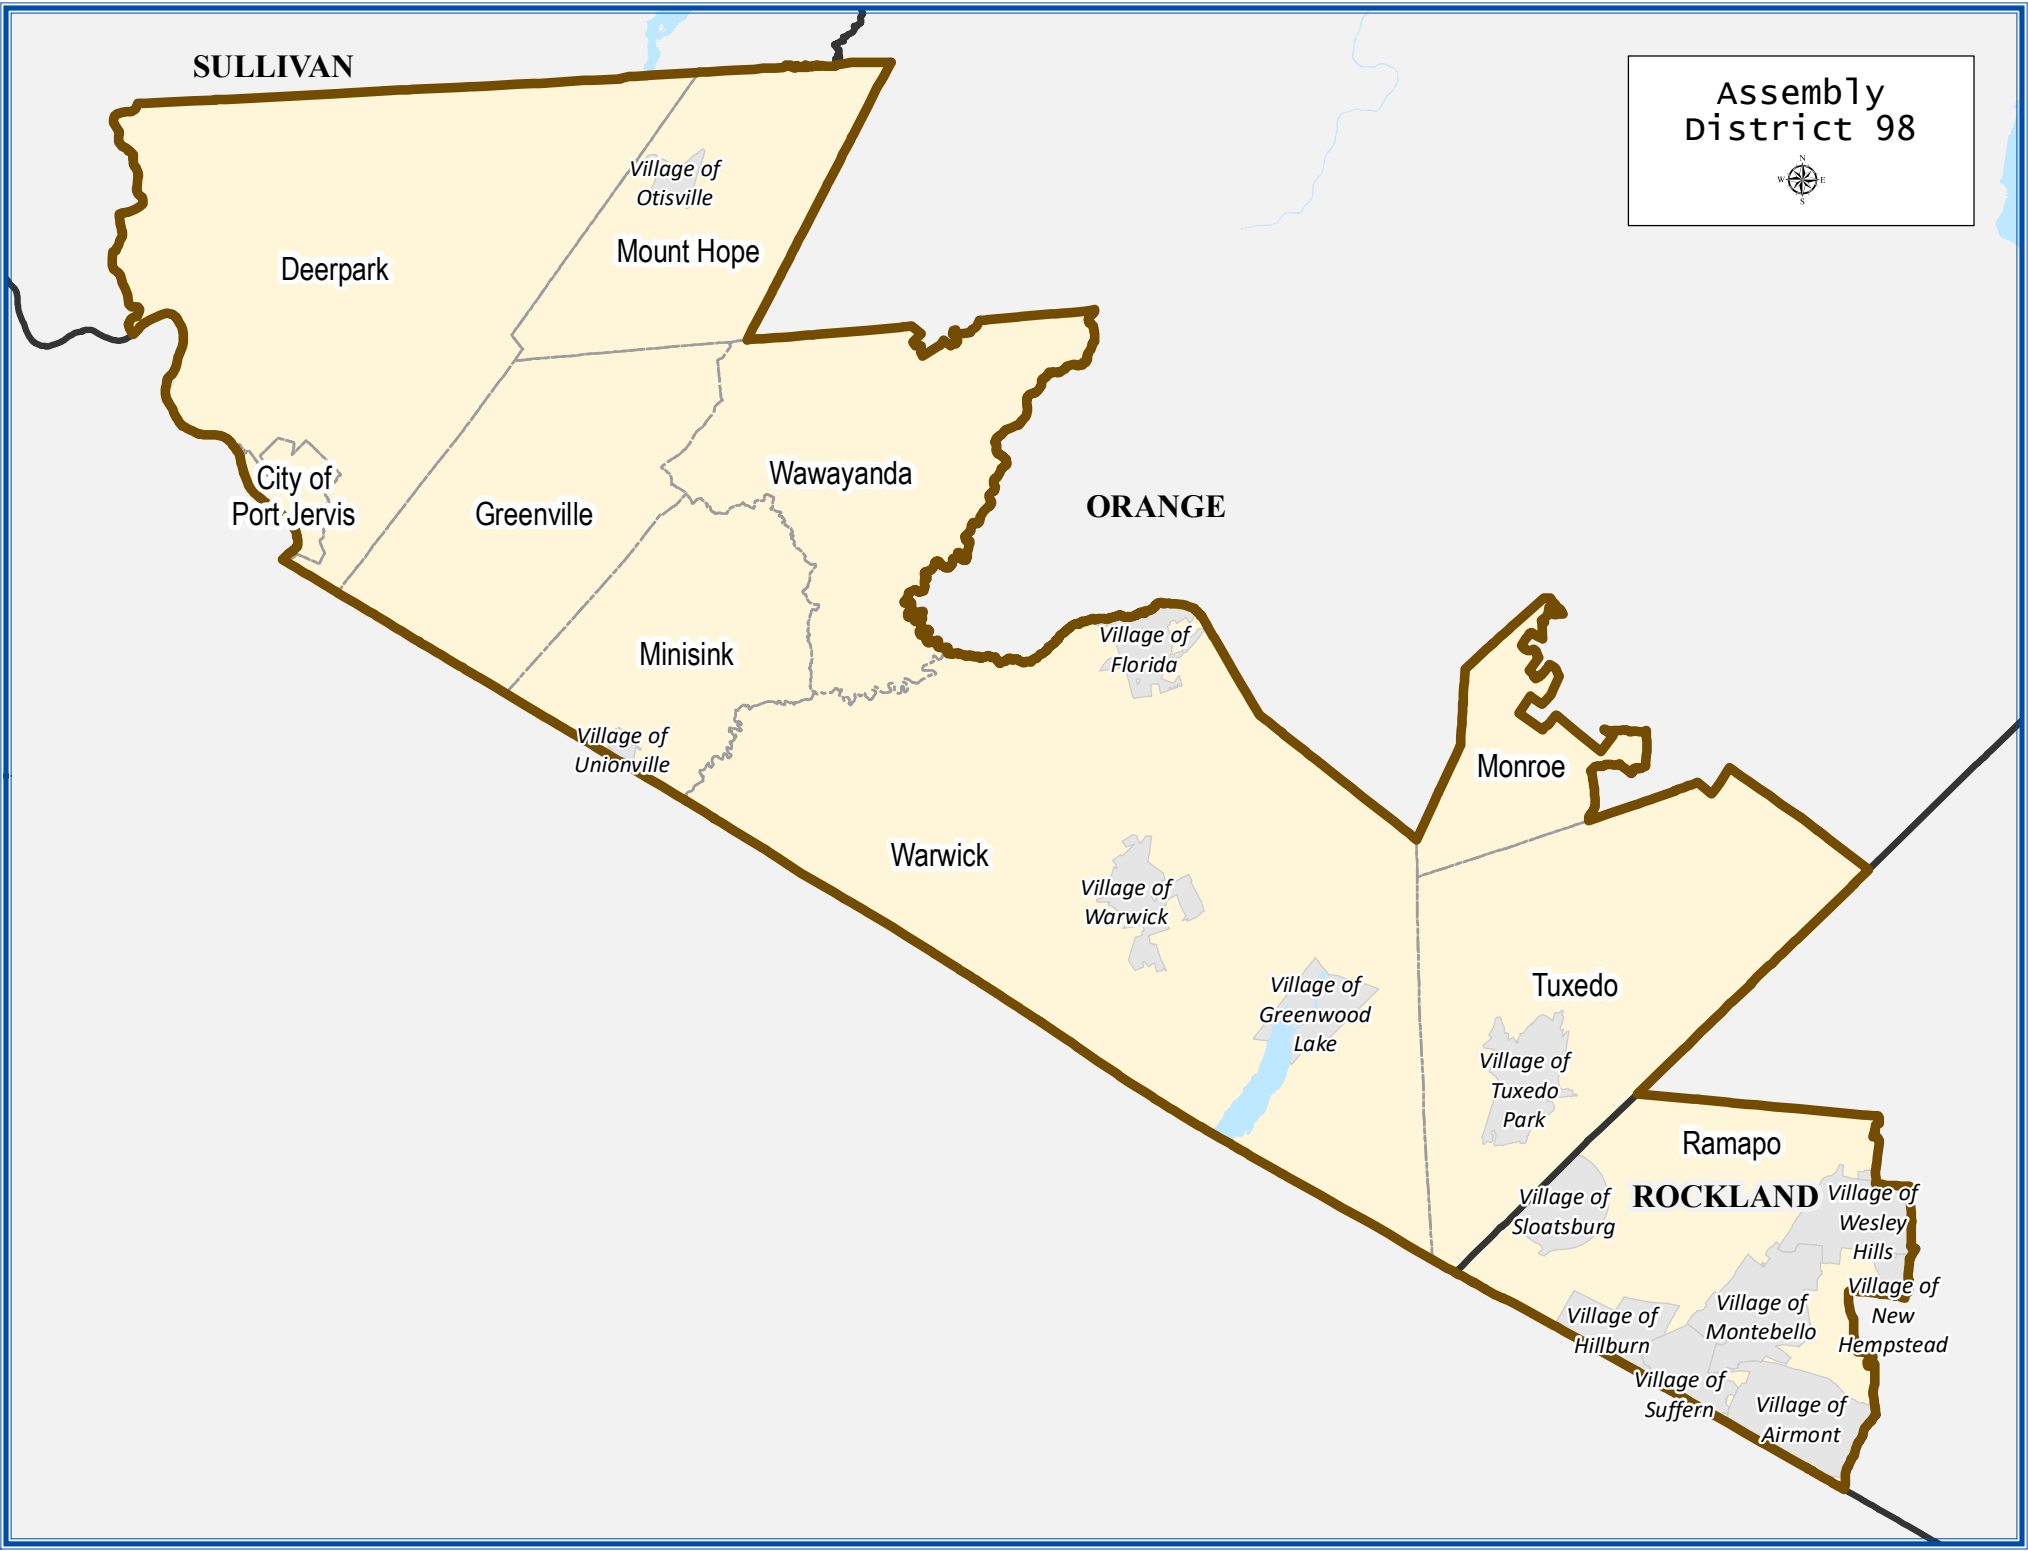 SULLIVAN
Assembly
District 98
N
W E
S
Village of
Otisville
Mount Hope
Deerpark
City of
Port Jervis
Greenville
Wawayanda
ORANGE
Minisink
Village of
Florida
Village of
Unionville
Monroe
Warwick
Village of
Warwick
Village of
Greenwood
Lake
Tuxedo
Village of
Tuxedo
Park
Ramapo
ROCKLAND
Village of
Sloatsburg
Village of
Wesley
Hills
Village of
New
Hempstead
Village of
Montebello
Village of
Hillburn
Village of
Suffern
Village of
Airmont